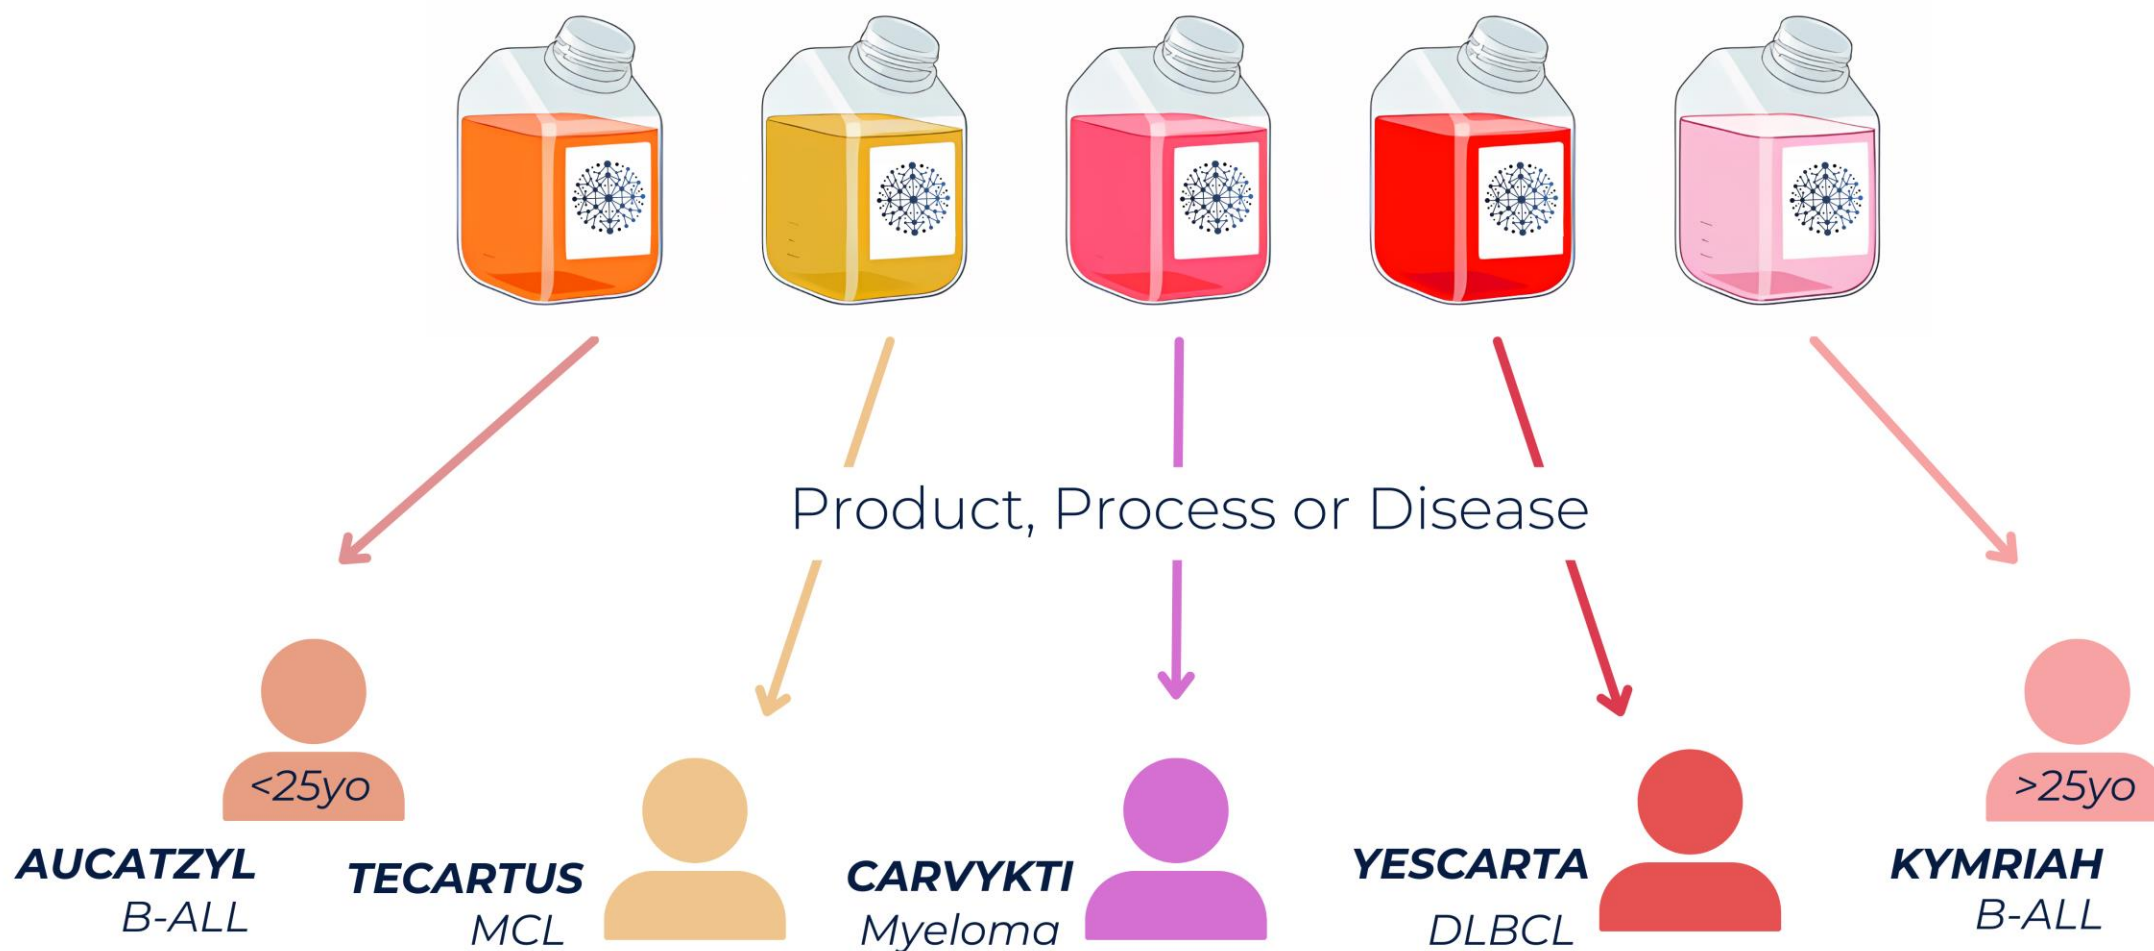 Product, Process or Disease
<25yo
AUCATZYL
B-ALL
TECARTUS
MCL
CARVYKTI
Myeloma
YESCARTA
DLBCL
>25yo
KYMRIAH
B-ALL